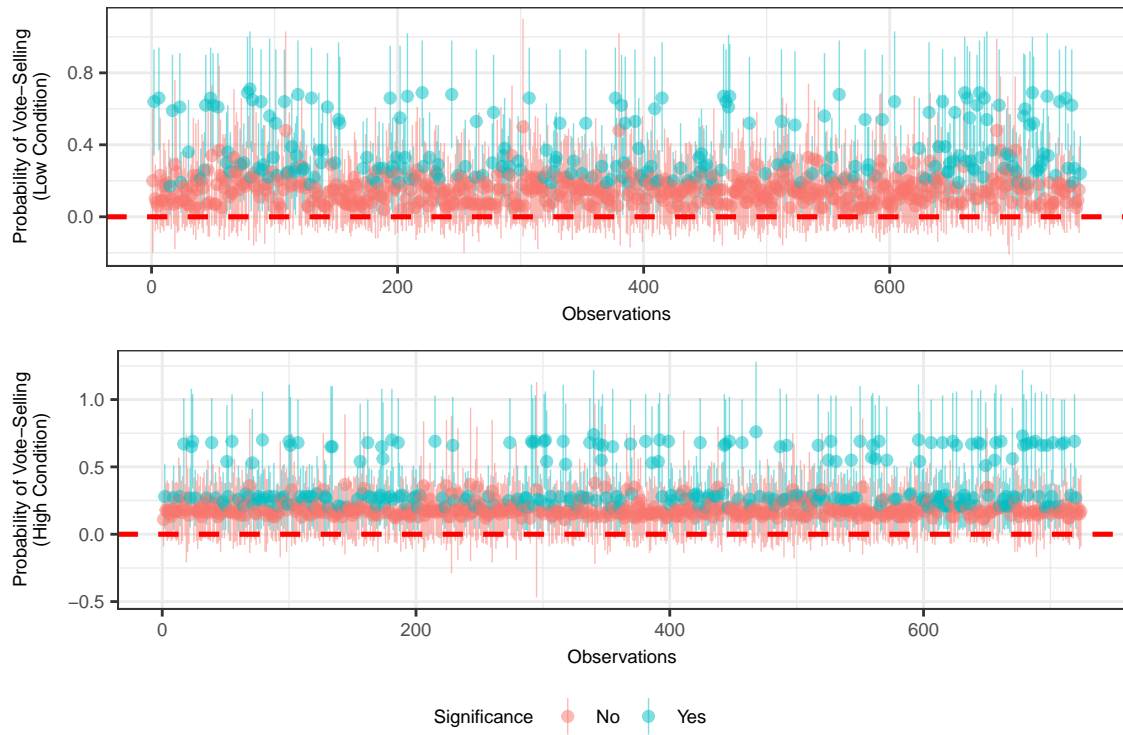 Probability of Vote−Selling
(Low Condition)
0.8
0.4
0.0
0
200
400
600
Observations
Probability of Vote−Selling
(High Condition)
1.0
0.5
0.0
−0.5
0
200
400
600
Observations
Significance No Yes